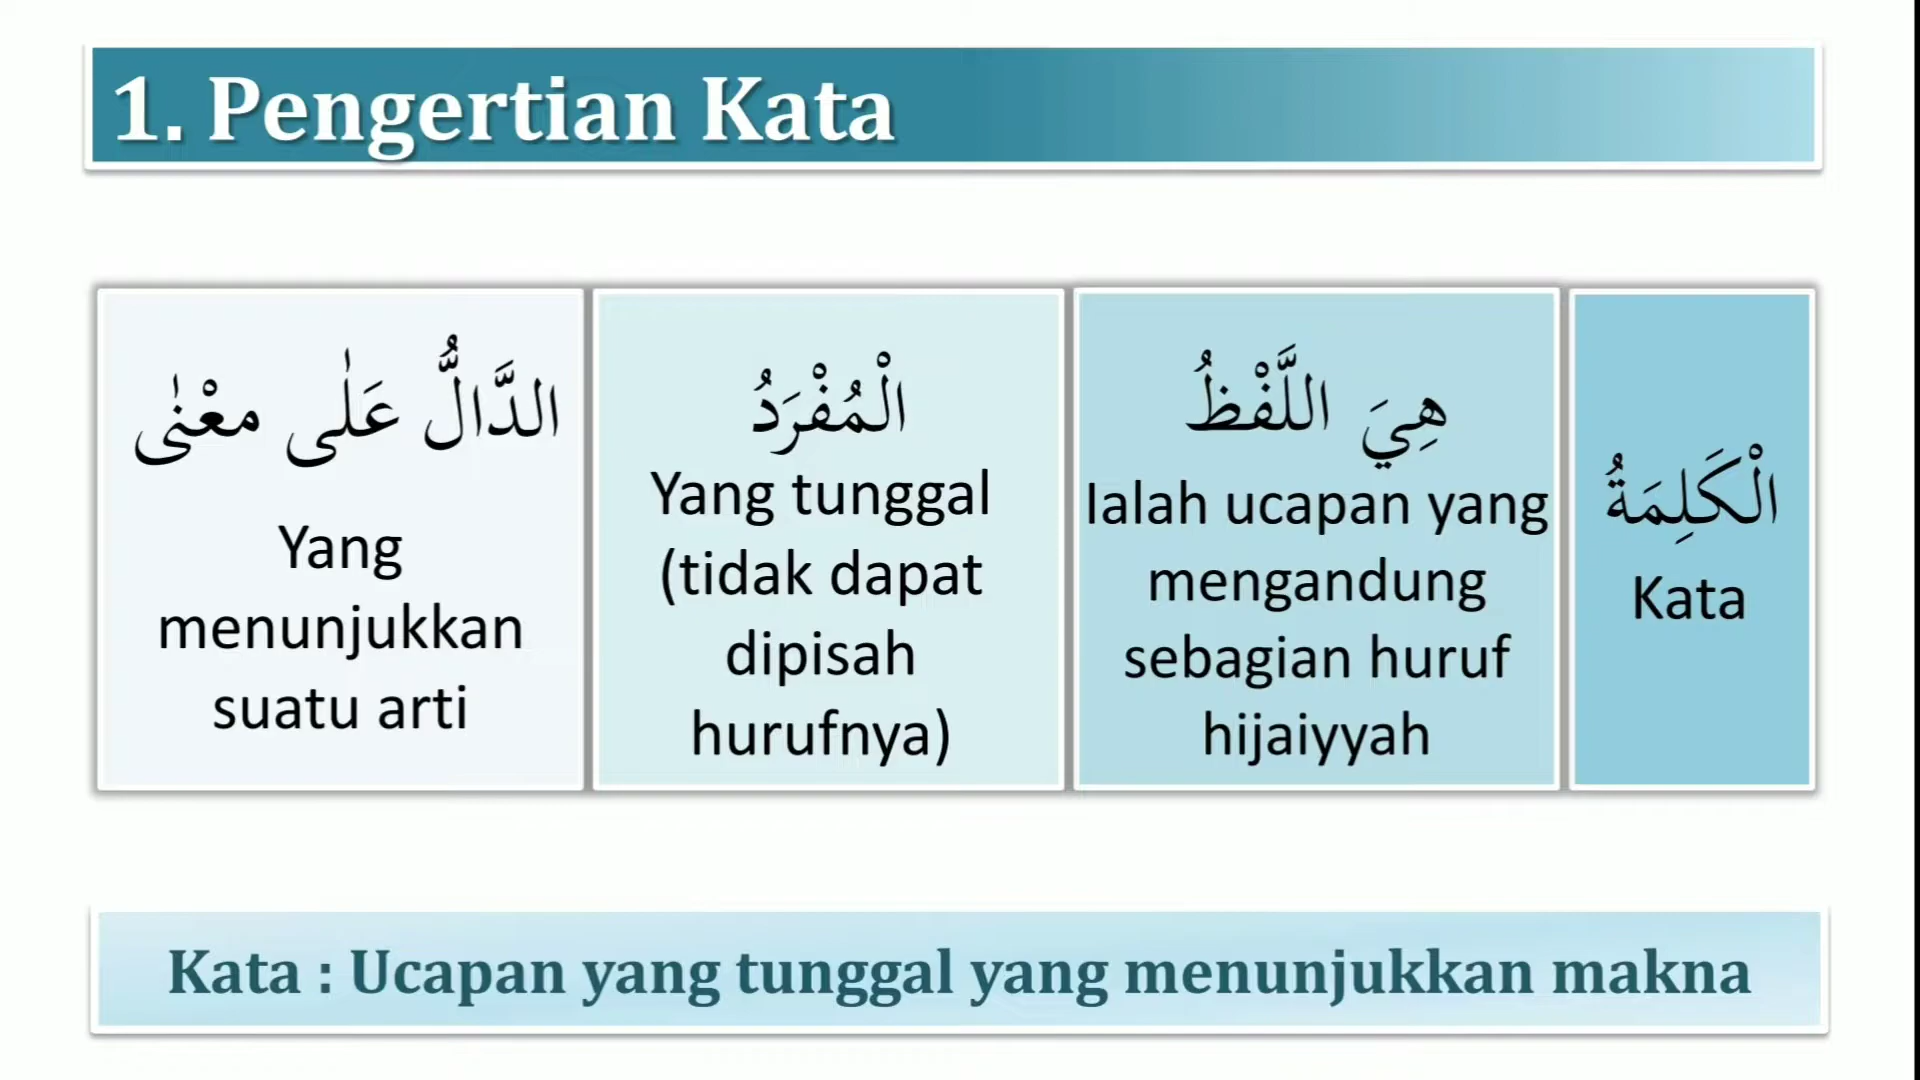 1. Pengertian Kata
الْكَلِمَةُ
Kata
هِيَ اللَّفْظُ
Ialah ucapan yang
mengandung
sebagian huruf
hijaiyyah
الْمُفْرَدُ
Yang tunggal
(tidak dapat
dipisah
hurufnya)
الدَّالُّ عَلٰى معْنٰى
Yang
menunjukkan
suatu arti
Kata : Ucapan yang tunggal yang menunjukkan makna